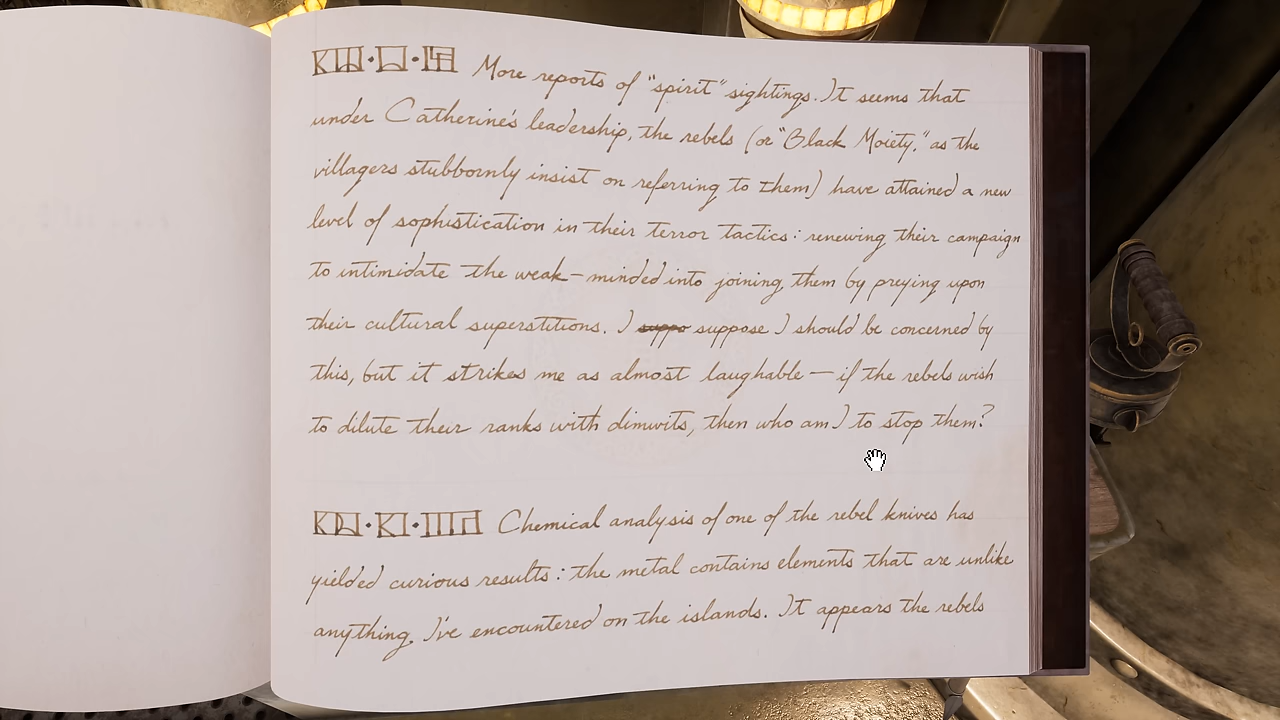 More reports of "spirit" sightings. It seems that
under Catherine's leadership, the rebels (or "Black Moiety," as the
villagers stubbornly insist on referring to them) have attained a new
level of sophistication in their terror tactics: renewing their campaign
to intimidate the weak-minded into joining them by preying upon
their cultural superstitions. I suppo suppose I should be concerned by
this, but it strikes me as almost laughable — if the rebels wish
to dilute their ranks with dimwits, then who am I to stop them?
Chemical analysis of one of the rebel knives has
yielded curious results: the metal contains elements that are unlike
anything I've encountered on the islands. It appears the rebels